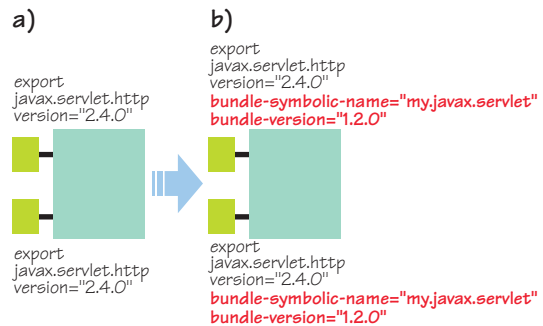 a)
export
javax.servlet.http
version="2.4.0"
export
javax.servlet.http
version="2.4.0"
b)
export
javax.servlet.http
version="2.4.0"
bundle-symbolic-name="my.javax.servlet"
bundle-version="1.2.0"
export
javax.servlet.http
version="2.4.0"
bundle-symbolic-name="my.javax.servlet"
bundle-version="1.2.0"